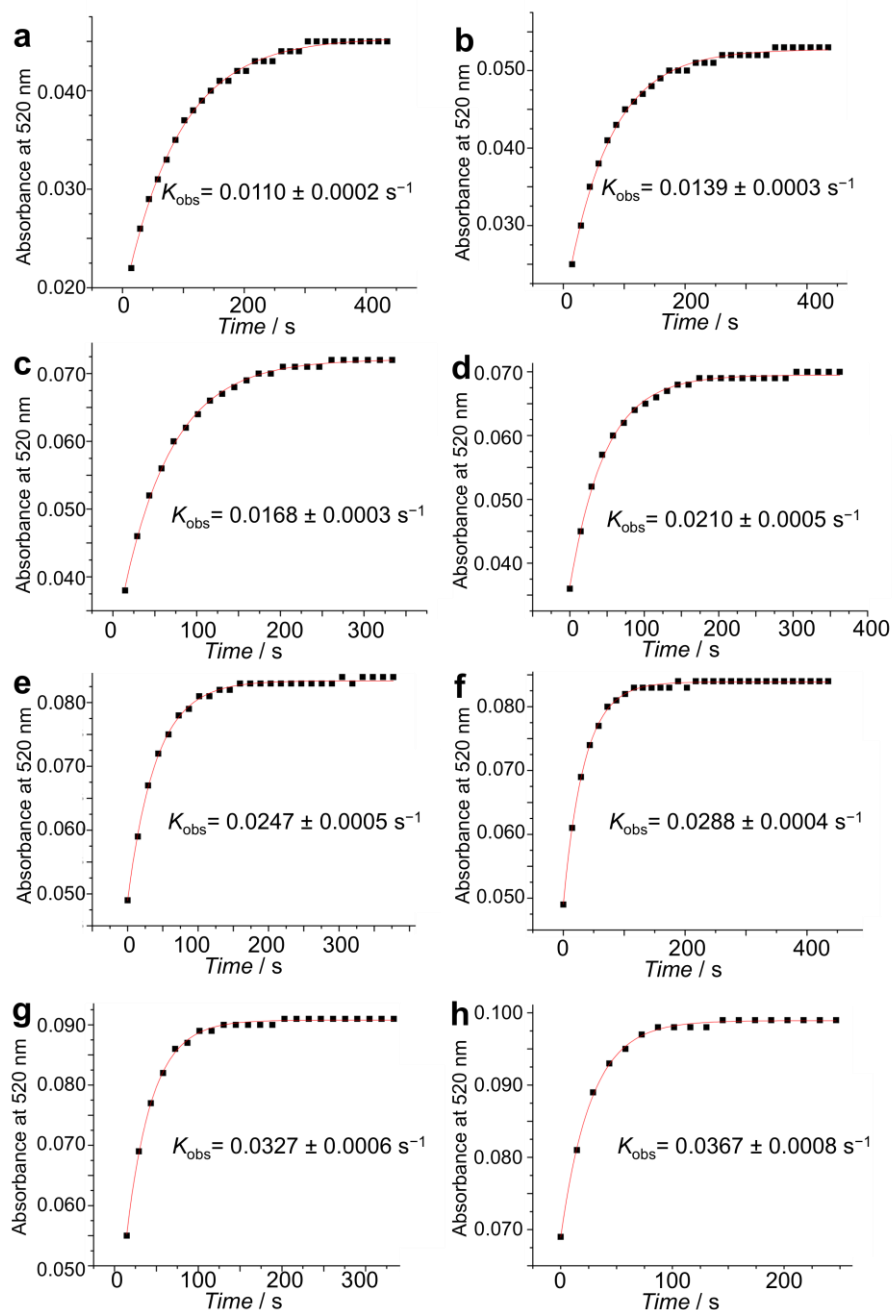 a
Absorbance at 520 nm
0.040
0.030
0.020
K_obs= 0.0110 ± 0.0002 s⁻¹
0 200 400
Time / s
b
Absorbance at 520 nm
0.050
0.040
0.030
K_obs= 0.0139 ± 0.0003 s⁻¹
0 200 400
Time / s
c
Absorbance at 520 nm
0.070
0.060
0.050
0.040
K_obs= 0.0168 ± 0.0003 s⁻¹
0 100 200 300
Time / s
d
Absorbance at 520 nm
0.070
0.060
0.050
0.040
K_obs= 0.0210 ± 0.0005 s⁻¹
0 100 200 300 400
Time / s
e
Absorbance at 520 nm
0.080
0.070
0.060
0.050
K_obs= 0.0247 ± 0.0005 s⁻¹
0 100 200 300
Time / s
f
Absorbance at 520 nm
0.080
0.070
0.060
0.050
K_obs= 0.0288 ± 0.0004 s⁻¹
0 200 400
Time / s
g
Absorbance at 520 nm
0.090
0.080
0.070
0.060
0.050
K_obs= 0.0327 ± 0.0006 s⁻¹
0 100 200 300
Time / s
h
Absorbance at 520 nm
0.100
0.090
0.080
0.070
K_obs= 0.0367 ± 0.0008 s⁻¹
0 100 200
Time / s